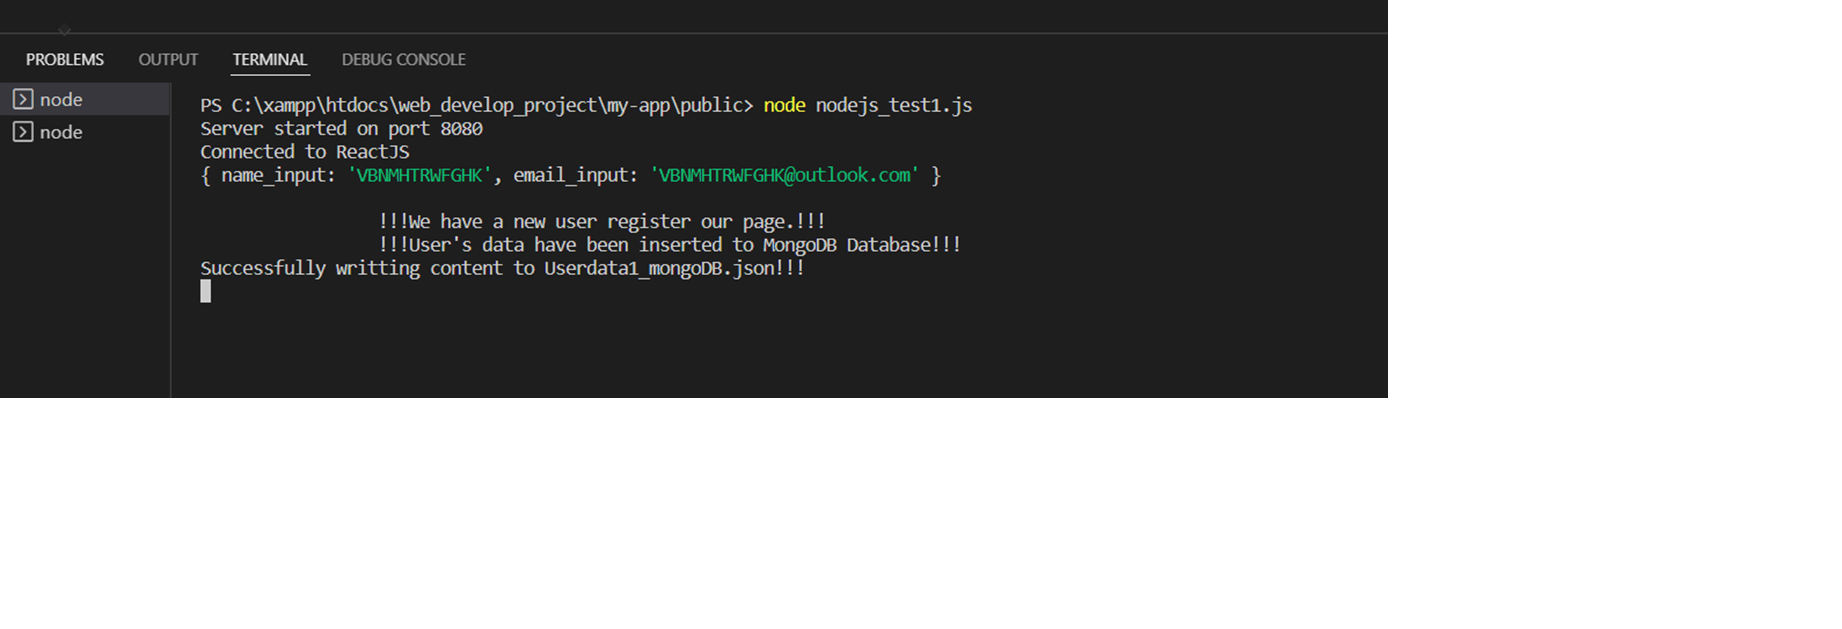 PROBLEMS OUTPUT TERMINAL DEBUG CONSOLE
node
node
PS C:\xampp\htdocs\web_develop_project\my-app\public> node nodejs_test1.js
Server started on port 8080
Connected to ReactJS
{ name_input: 'VBNMHTRWFGHK', email_input: 'VBNMHTRWFGHK@outlook.com' }
!!!We have a new user register our page.!!!
!!!User's data have been inserted to MongoDB Database!!!
Successfully writting content to Userdata1_mongoDB.json!!!